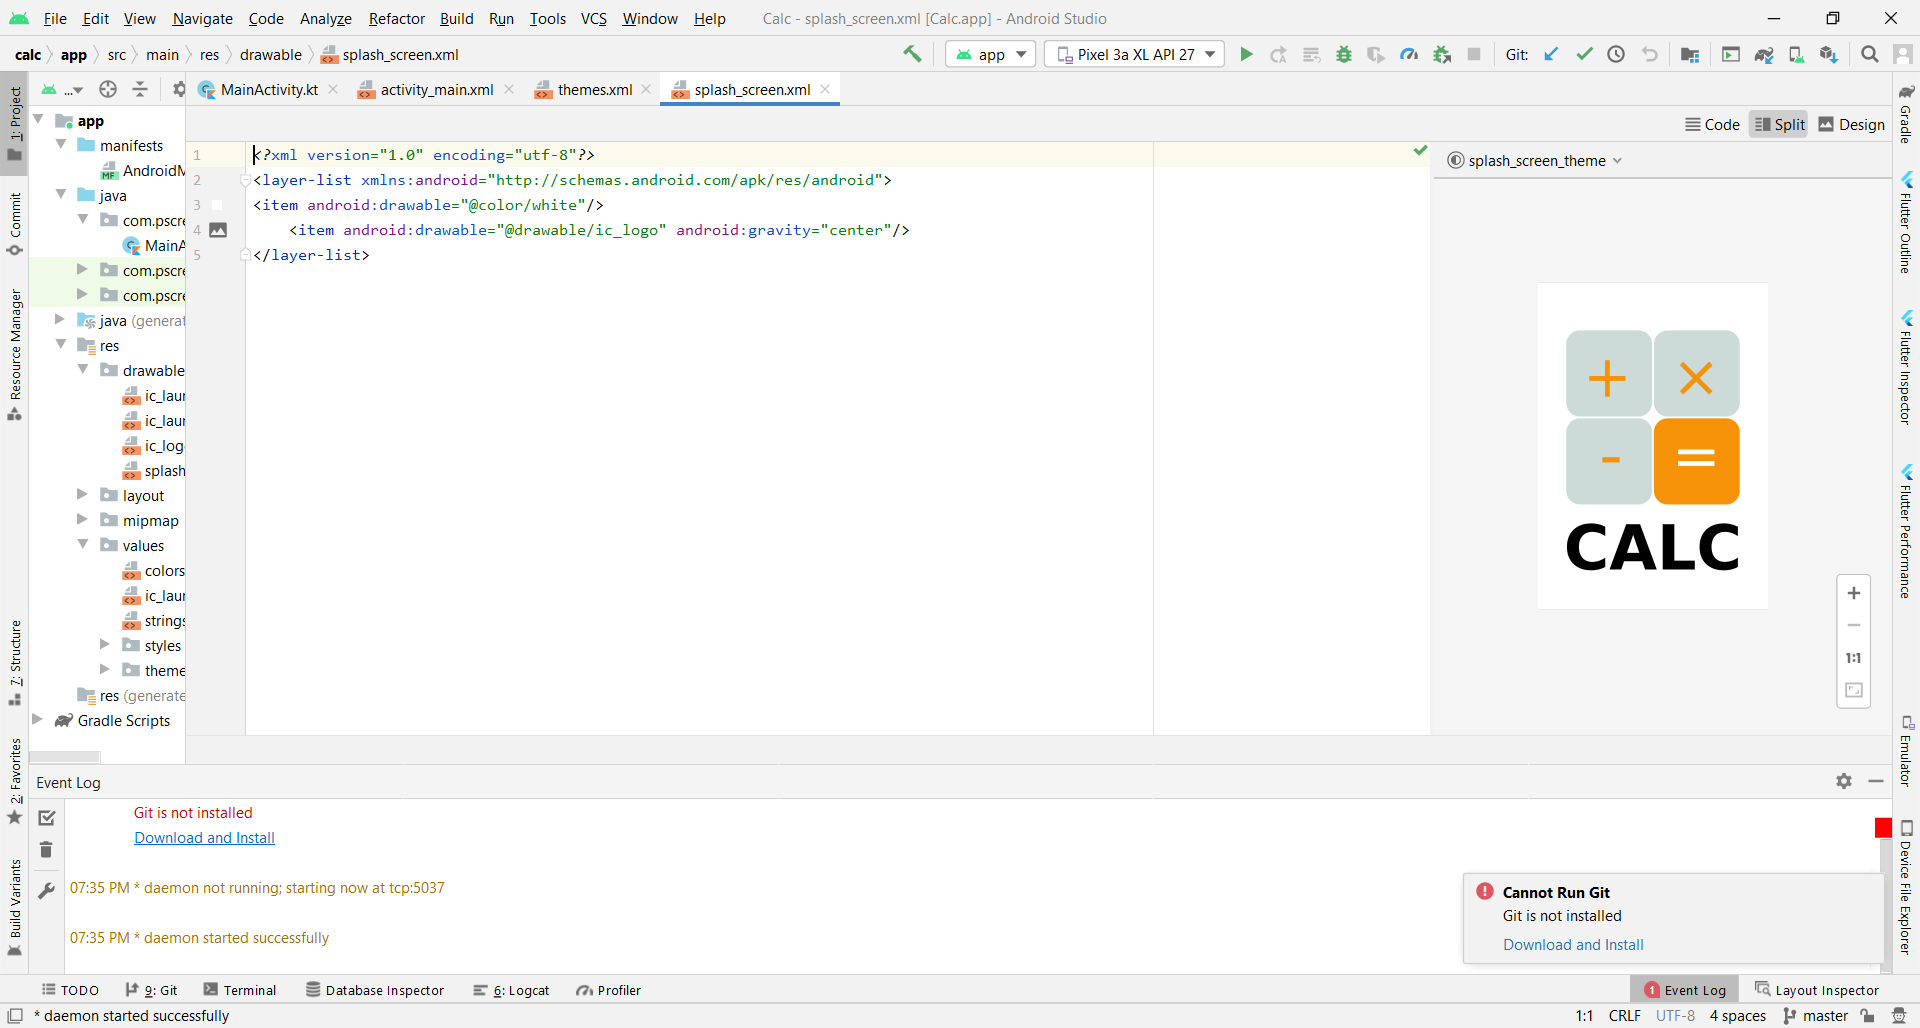 File Edit View Navigate Code Analyze Refactor Build Run Tools VCS Window Help Calc - splash_screen.xml [Calc.app] - Android Studio
calc app src main res drawable splash_screen.xml app Pixel 3a XL API 27 Git:
... MainActivity.kt activity_main.xml themes.xml splash_screen.xml
Code Split Design
1: Project
Commit
Resource Manager
7: Structure
2: Favorites
Build Variants
app
manifests
AndroidM
java
com.pscre
MainA
com.pscre
com.pscre
java (generat
res
drawable
ic_laur
ic_laur
ic_log
splash
layout
mipmap
values
colors
ic_laur
strings
styles
theme
res (generate
Gradle Scripts
1 <?xml version="1.0" encoding="utf-8"?>
2 <layer-list xmlns:android="http://schemas.android.com/apk/res/android">
3 <item android:drawable="@color/white"/>
4 <item android:drawable="@drawable/ic_logo" android:gravity="center"/>
5 </layer-list>
splash_screen_theme
+ ×
- =
CALC
+
−
1:1
Gradle
Flutter Outline
Flutter Inspector
Flutter Performance
Emulator
Device File Explorer
Event Log
Git is not installed
Download and Install
07:35 PM * daemon not running; starting now at tcp:5037
07:35 PM * daemon started successfully
Cannot Run Git
Git is not installed
Download and Install
TODO 9: Git Terminal Database Inspector 6: Logcat Profiler 1 Event Log Layout Inspector
* daemon started successfully 1:1 CRLF UTF-8 4 spaces master